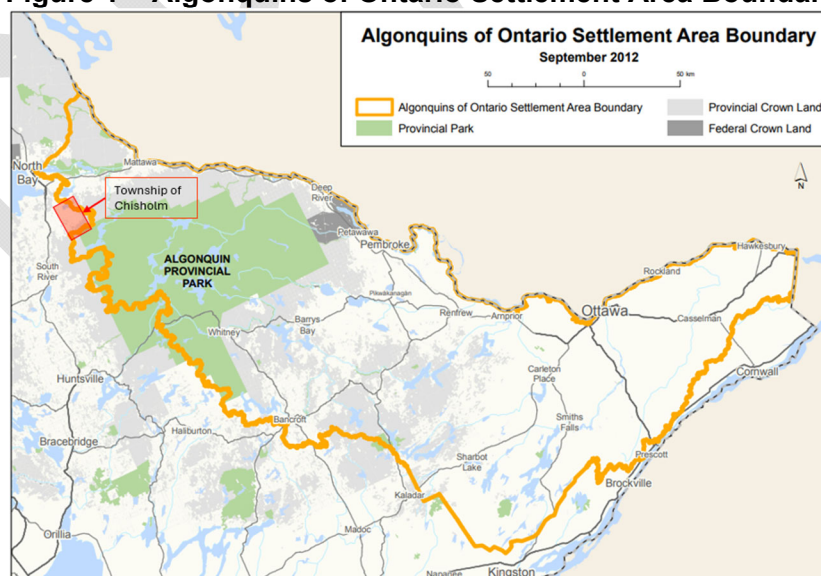 Algonquins of Ontario Settlement Area Boundary
September 2012
50 0 50 km
Algonquins of Ontario Settlement Area Boundary
Provincial Crown Land
Provincial Park
Federal Crown Land
N
North
Bay
Mattawa
Township of
Chisholm
Deep
River
Petawawa
Pembroke
ALGONQUIN
PROVINCIAL
PARK
South
River
Hawkesbury
Rockland
Pikwàkanagàn
Renfrew
Arnprior
Ottawa
Casselman
Whitney
Barrys
Bay
Carleton
Place
Cornwall
Huntsville
Smiths
Falls
Bancroft
Haliburton
Bracebridge
Sharbot
Lake
Prescott
Brockville
Kaladar
Madoc
Orillia
Kingston